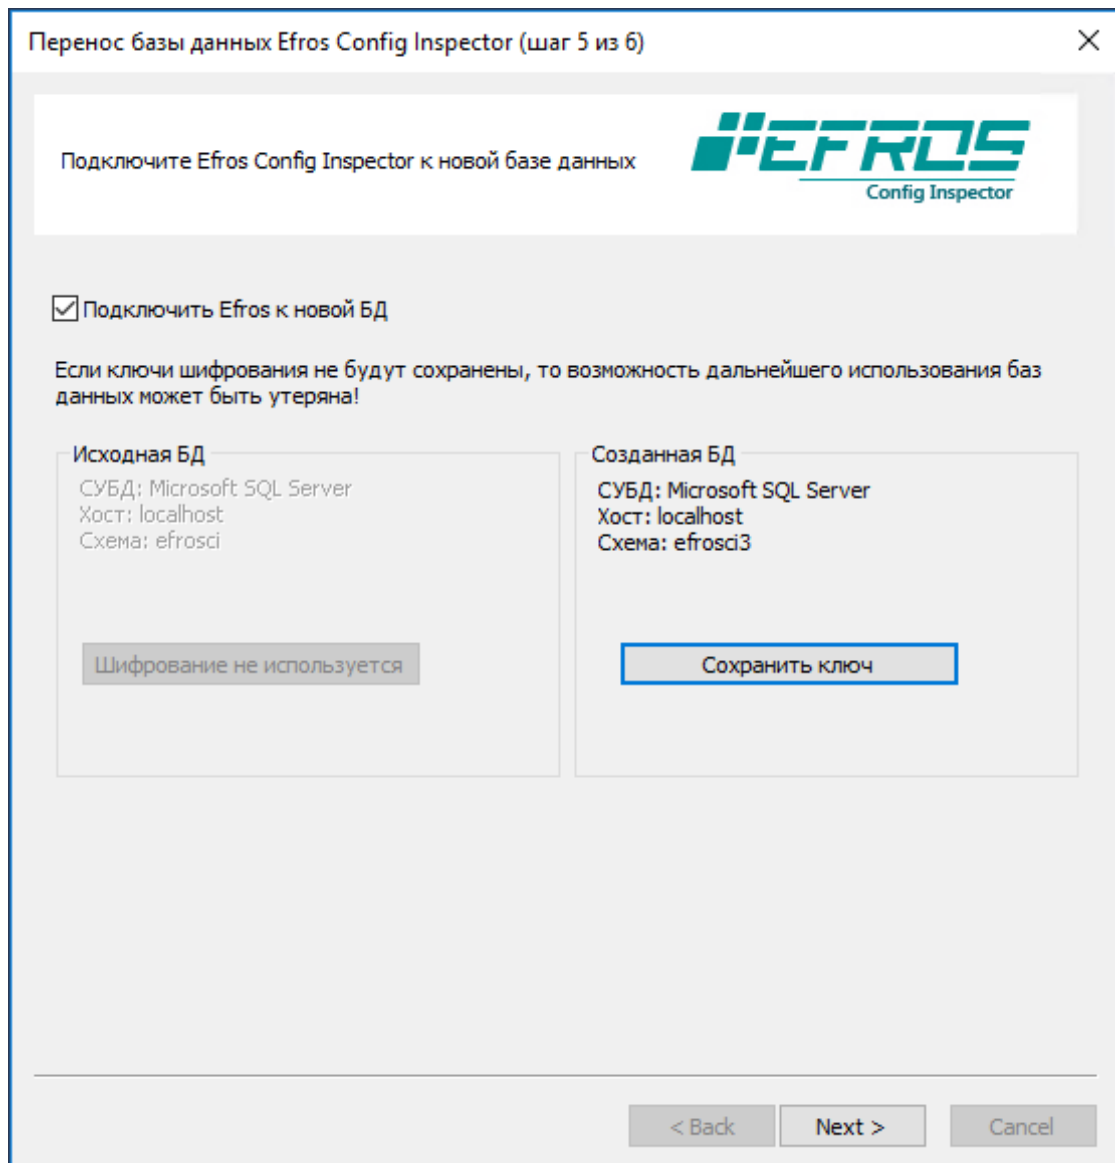 Перенос базы данных Efros Config Inspector (шаг 5 из 6)
Подключите Efros Config Inspector к новой базе данных
EFROS
Config Inspector
Подключить Efros к новой БД
Если ключи шифрования не будут сохранены, то возможность дальнейшего использования баз
данных может быть утеряна!
Исходная БД
СУБД: Microsoft SQL Server
Хост: localhost
Схема: efrosci
Шифрование не используется
Созданная БД
СУБД: Microsoft SQL Server
Хост: localhost
Схема: efrosci3
Сохранить ключ
< Back
Next >
Cancel